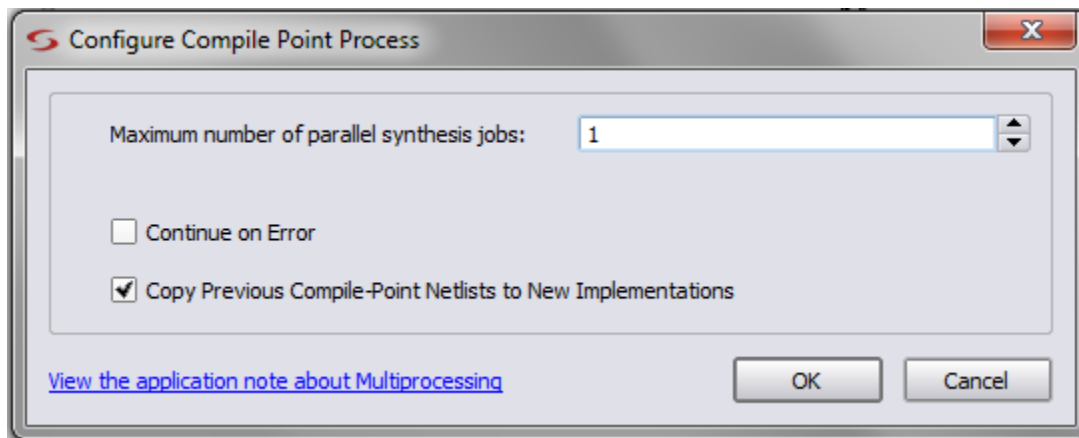 Configure Compile Point Process
Maximum number of parallel synthesis jobs: 1
Continue on Error
Copy Previous Compile-Point Netlists to New Implementations
View the application note about Multiprocessing OK Cancel